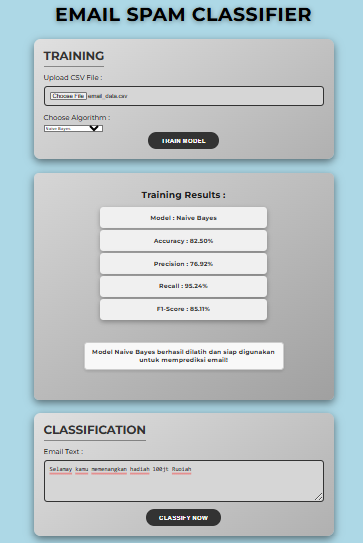 EMAIL SPAM CLASSIFIER
TRAINING
Upload CSV File :
Choose File email_data.csv
Choose Algorithm :
Naive Bayes
TRAIN MODEL
Training Results :
Model : Naive Bayes
Accuracy : 82.50%
Precision : 76.92%
Recall : 95.24%
F1-Score : 85.11%
Model Naive Bayes berhasil dilatih dan siap digunakan
untuk memprediksi email!
CLASSIFICATION
Email Text :
Selamay kamu memenangkan hadiah 100jt Rupiah
CLASSIFY NOW